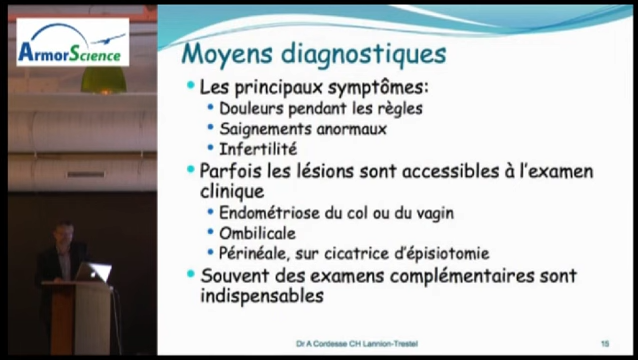 ArmorScience
Moyens diagnostiques
Les principaux symptômes:
Douleurs pendant les règles
Saignements anormaux
Infertilité
Parfois les lésions sont accessibles à l'examen
clinique
Endométriose du col ou du vagin
Ombilicale
Périnéale, sur cicatrice d'épisiotomie
Souvent des examens complémentaires sont
indispensables
Dr A Cordesse CH Lannion-Trestel
15